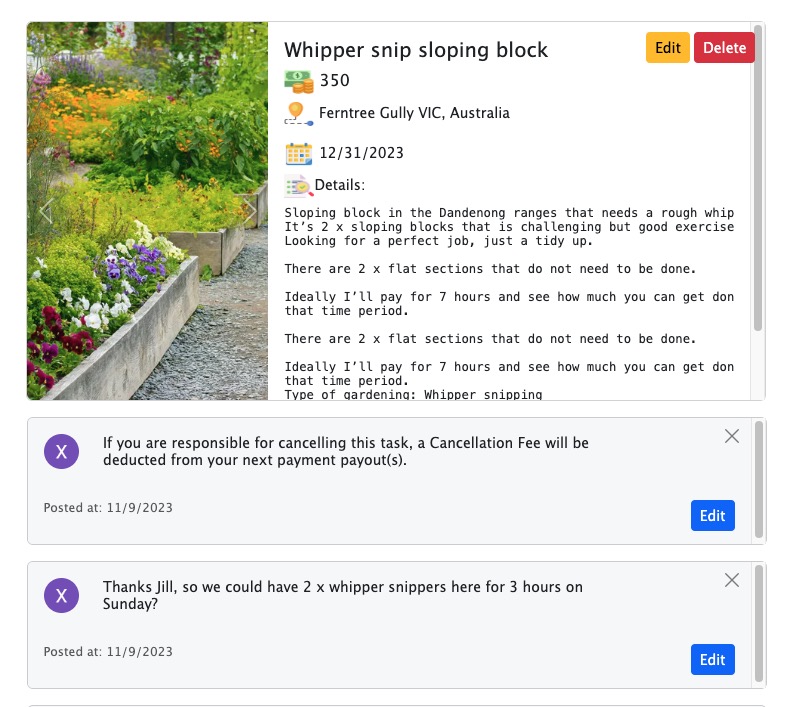 Whipper snip sloping block
Edit
Delete
350
Ferntree Gully VIC, Australia
12/31/2023
Details:
Sloping block in the Dandenong ranges that needs a rough whip
It’s 2 x sloping blocks that is challenging but good exercise
Looking for a perfect job, just a tidy up.
There are 2 x flat sections that do not need to be done.
Ideally I’ll pay for 7 hours and see how much you can get don
that time period.
There are 2 x flat sections that do not need to be done.
Ideally I’ll pay for 7 hours and see how much you can get don
that time period.
Type of gardening: Whipper snipping
X
If you are responsible for cancelling this task, a Cancellation Fee will be
deducted from your next payment payout(s).
Posted at: 11/9/2023
Edit
X
Thanks Jill, so we could have 2 x whipper snippers here for 3 hours on
Sunday?
Posted at: 11/9/2023
Edit